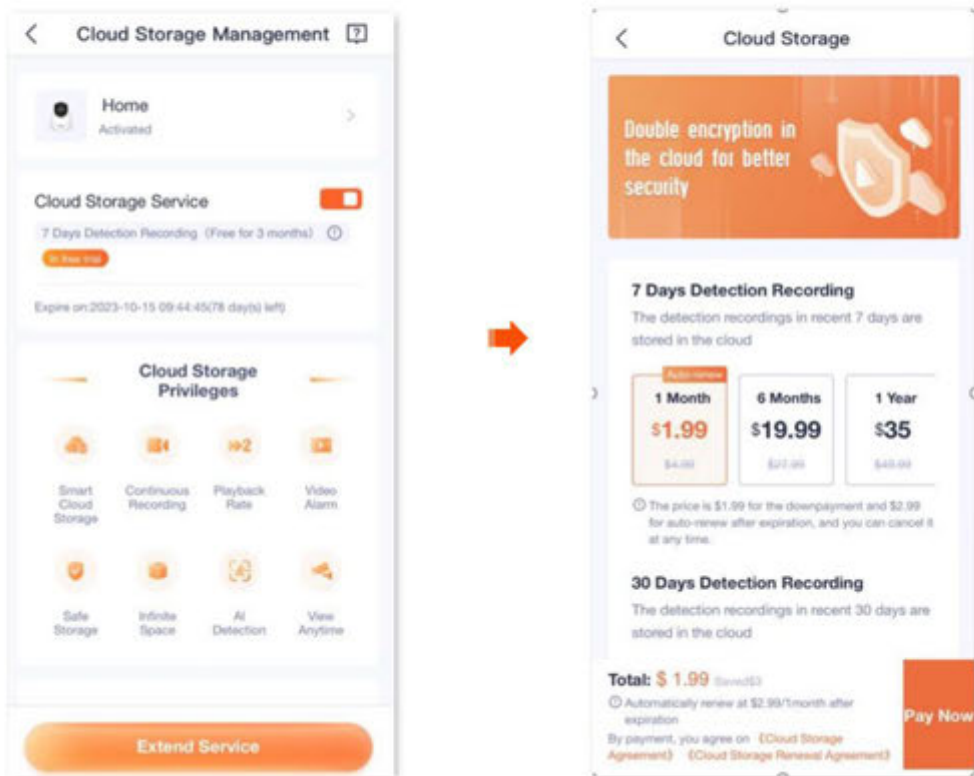 Cloud Storage Management
Home
Activated
Cloud Storage Service
7 Days Detection Recording (Free for 3 months)
In free trial
Expire on:2023-10-15 09:44:45(78 day(s) left)
Cloud Storage
Privileges
Smart
Cloud
Storage
Continuous
Recording
Playback
Rate
Video
Alarm
Safe
Storage
Infinite
Space
AI
Detection
View
Anytime
Extend Service
Cloud Storage
Double encryption in
the cloud for better
security
7 Days Detection Recording
The detection recordings in recent 7 days are
stored in the cloud
Auto-renew
1 Month
$1.99
$4.99
6 Months
$19.99
$27.99
1 Year
$35
$49.99
The price is $1.99 for the downpayment and $2.99
for auto-renew after expiration, and you can cancel it
at any time.
30 Days Detection Recording
The detection recordings in recent 30 days are
stored in the cloud
Total: $ 1.99 Saved$3
Automatically renew at $2.99/1month after
expiration
By payment, you agree on 《Cloud Storage
Agreement》 《Cloud Storage Renewal Agreement》
Pay Now